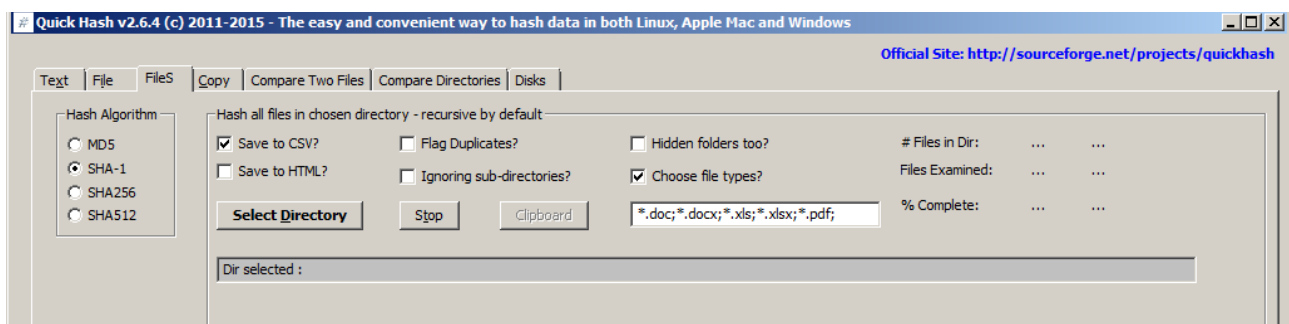 # Quick Hash v2.6.4 (c) 2011-2015 - The easy and convenient way to hash data in both Linux, Apple Mac and Windows
Official Site: http://sourceforge.net/projects/quickhash
Text File FileS Copy Compare Two Files Compare Directories Disks
Hash Algorithm
MD5
SHA-1
SHA256
SHA512
Hash all files in chosen directory - recursive by default
Save to CSV? Flag Duplicates? Hidden folders too? # Files in Dir: ... ...
Save to HTML? Ignoring sub-directories? Choose file types? Files Examined: ... ...
Select Directory Stop Clipboard *.doc;*.docx;*.xls;*.xlsx;*.pdf; % Complete: ... ...
Dir selected :